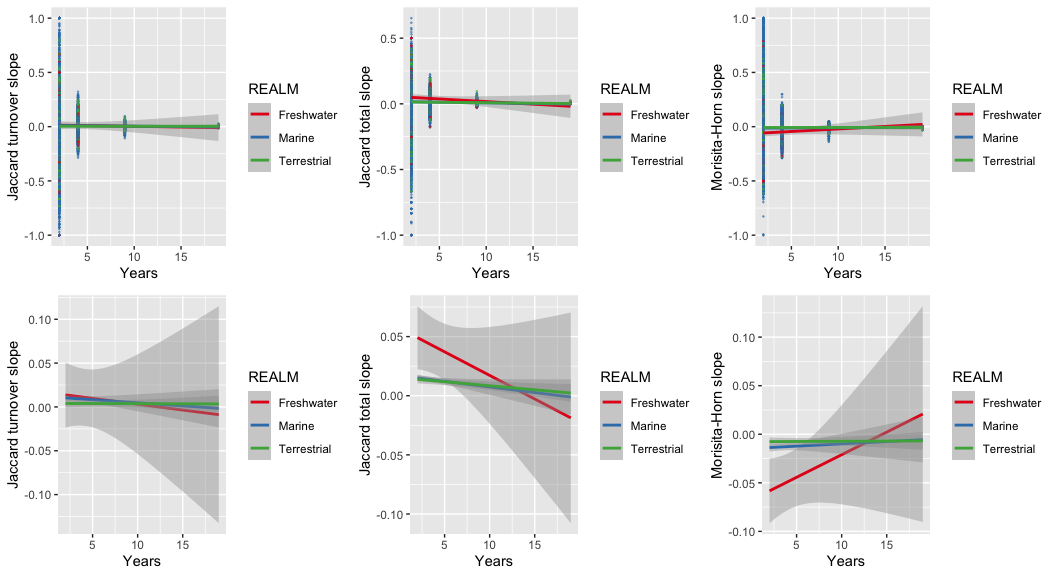 Jaccard turnover slope
1.0
0.5
0.0
-0.5
-1.0
5 10 15
Years
REALM
Freshwater
Marine
Terrestrial
Jaccard total slope
0.5
0.0
-0.5
-1.0
5 10 15
Years
REALM
Freshwater
Marine
Terrestrial
Morisita-Horn slope
1.0
0.5
0.0
-0.5
-1.0
5 10 15
Years
REALM
Freshwater
Marine
Terrestrial
Jaccard turnover slope
0.10
0.05
0.00
-0.05
-0.10
5 10 15
Years
REALM
Freshwater
Marine
Terrestrial
Jaccard total slope
0.05
0.00
-0.05
-0.10
5 10 15
Years
REALM
Freshwater
Marine
Terrestrial
Morisita-Horn slope
0.10
0.05
0.00
-0.05
-0.10
5 10 15
Years
REALM
Freshwater
Marine
Terrestrial